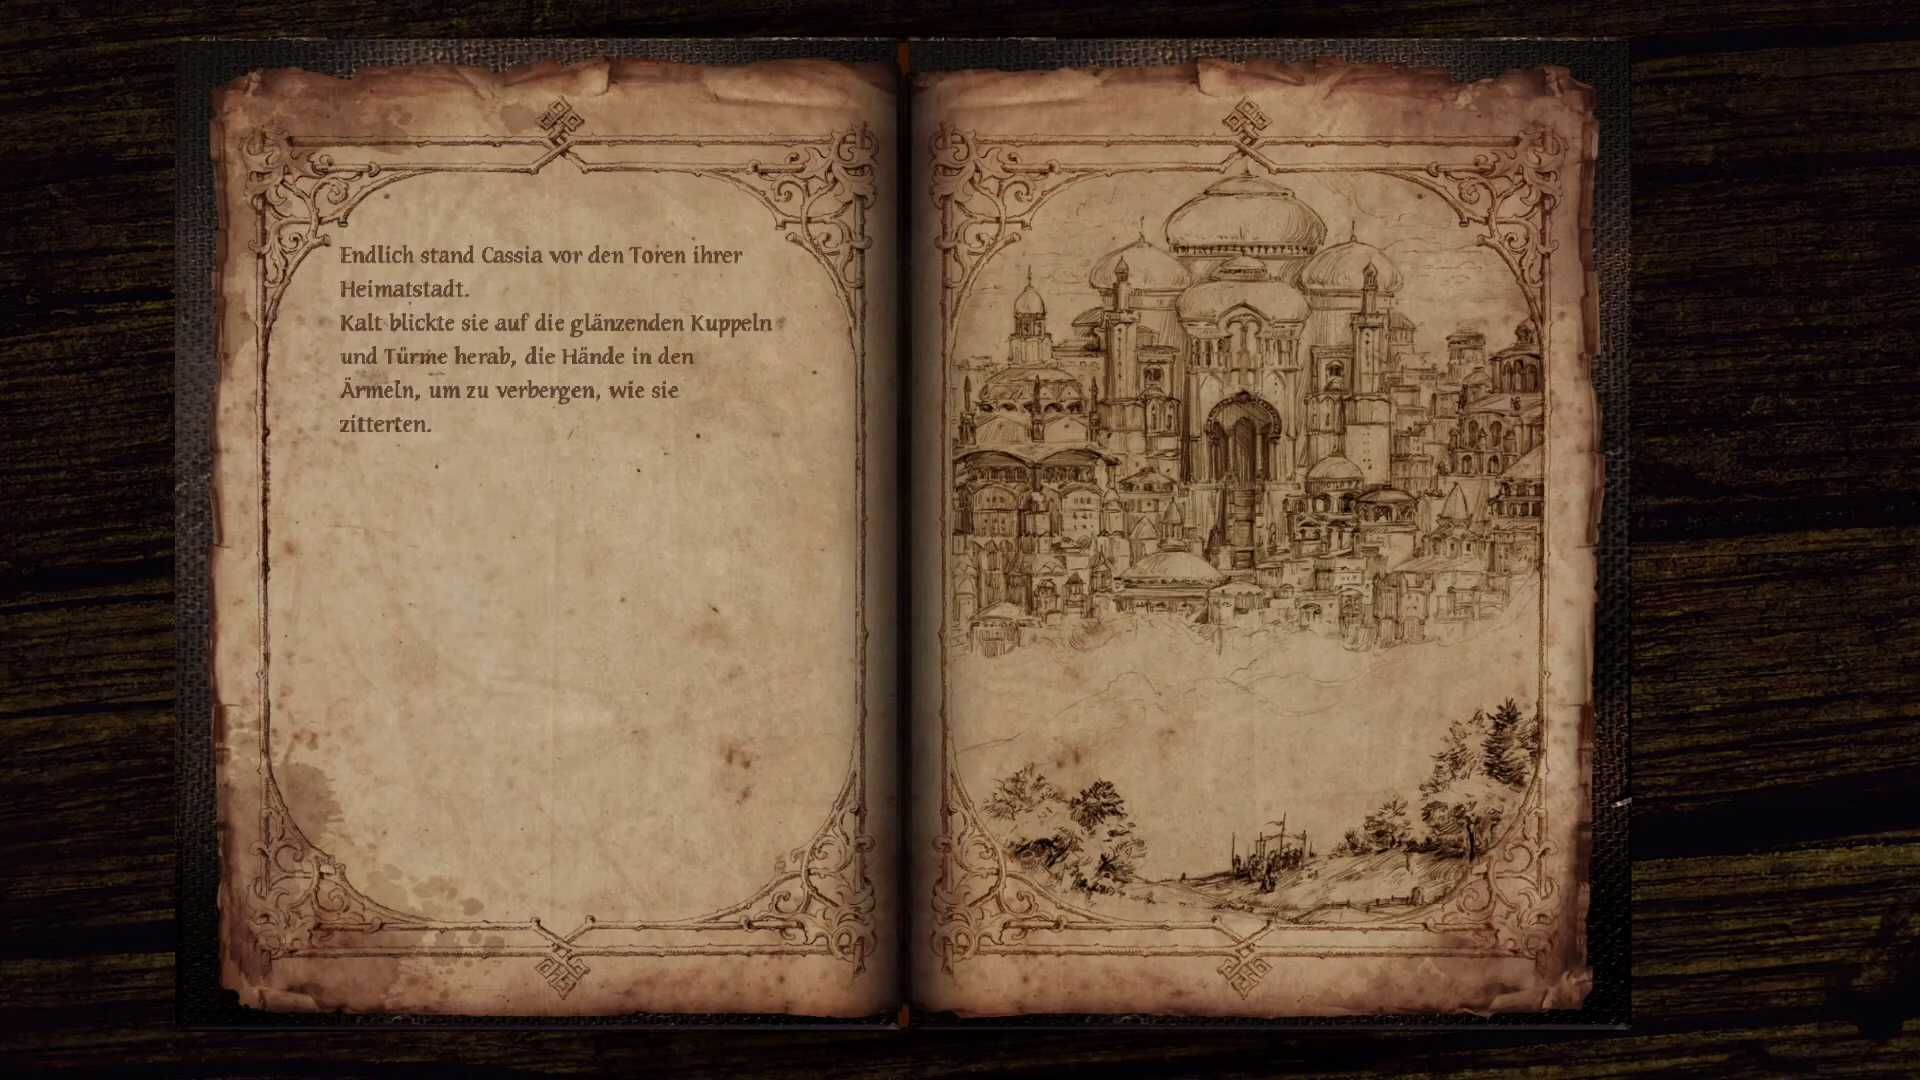 Endlich stand Cassia vor den Toren ihrer
Heimatstadt.
Kalt blickte sie auf die glänzenden Kuppeln
und Türme herab, die Hände in den
Ärmeln, um zu verbergen, wie sie
zitterten.